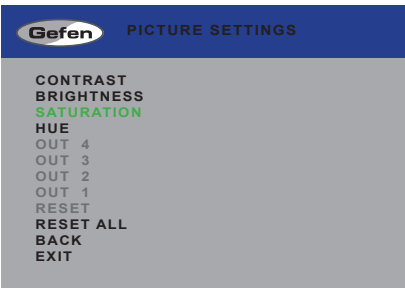 Gefen
PICTURE SETTINGS
CONTRAST
BRIGHTNESS
SATURATION
HUE
OUT 4
OUT 3
OUT 2
OUT 1
RESET
RESET ALL
BACK
EXIT